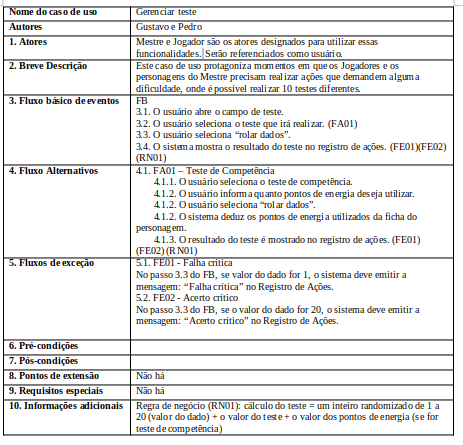 Nome do caso de uso Gerenciar teste
Autores Gustavo e Pedro
1. Atores Mestre e Jogador são os atores designados para utilizar essas
funcionalidades. Serão referenciados como usuário.
2. Breve Descrição Este caso de uso protagoniza momentos em que os Jogadores e os
personagens do Mestre precisam realizar ações que demandem alguma
dificuldade, onde é possível realizar 10 testes diferentes.
3. Fluxo básico de eventos FB
3.1. O usuário abre o campo de teste.
3.2. O usuário seleciona o teste que irá realizar. (FA01)
3.3. O usuário seleciona “rolar dados”.
3.4. O sistema mostra o resultado do teste no registro de ações. (FE01)(FE02)
(RN01)
4. Fluxo Alternativos 4.1. FA01 – Teste de Competência
4.1.1. O usuário seleciona o teste de competência.
4.1.2. O usuário informa quanto pontos de energia deseja utilizar.
4.1.2. O usuário seleciona “rolar dados”.
4.1.2. O sistema deduz os pontos de energia utilizados da ficha do
personagem.
4.1.3. O resultado do teste é mostrado no registro de ações. (FE01)
(FE02) (RN01)
5. Fluxos de exceção 5.1. FE01 - Falha crítica
No passo 3.3 do FB, se valor do dado for 1, o sistema deve emitir a
mensagem: “Falha crítica” no Registro de Ações.
5.2. FE02 - Acerto crítico
No passo 3.3 do FB, se o valor do dado for 20, o sistema deve emitir a
mensagem: “Acerto crítico” no Registro de Ações.
6. Pré-condições
7. Pós-condições
8. Pontos de extensão Não há
9. Requisitos especiais Não há
10. Informações adicionais Regra de negócio (RN01): cálculo do teste = um inteiro randomizado de 1 a
20 (valor do dado) + o valor do teste + o valor dos pontos de energia (se for
teste de competência)